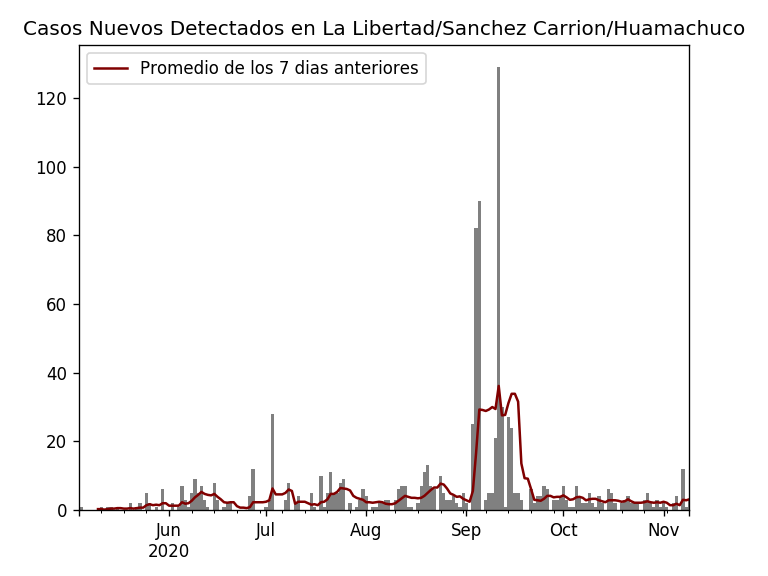 Casos Nuevos Detectados en La Libertad/Sanchez Carrion/Huamachuco
Promedio de los 7 dias anteriores
120
100
80
60
40
20
0
Jun
2020
Jul
Aug
Sep
Oct
Nov